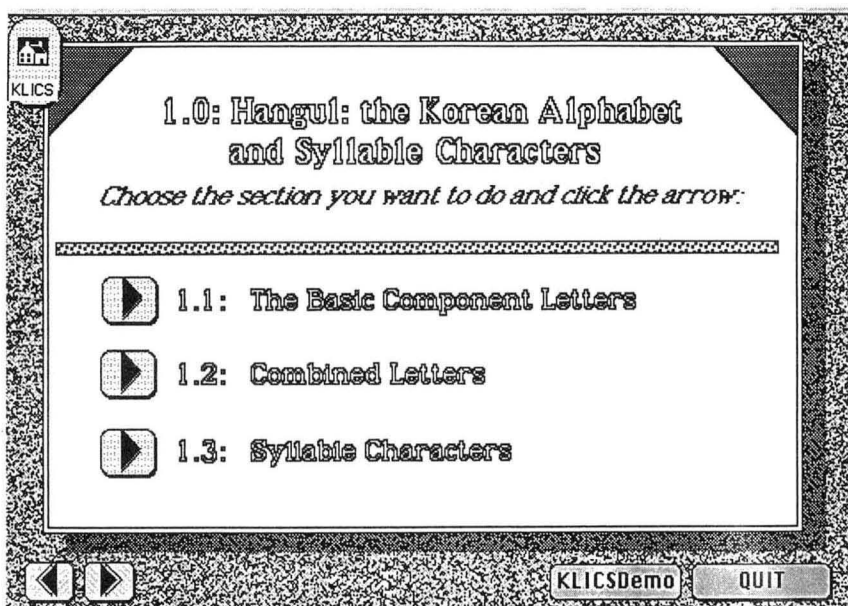 KLICS
1.0: Hangul: the Korean Alphabet
and Syllable Characters
Choose the section you want to do and click the arrow:
1.1: The Basic Component Letters
1.2: Combined Letters
1.3: Syllable Characters
KLICSDemo QUIT